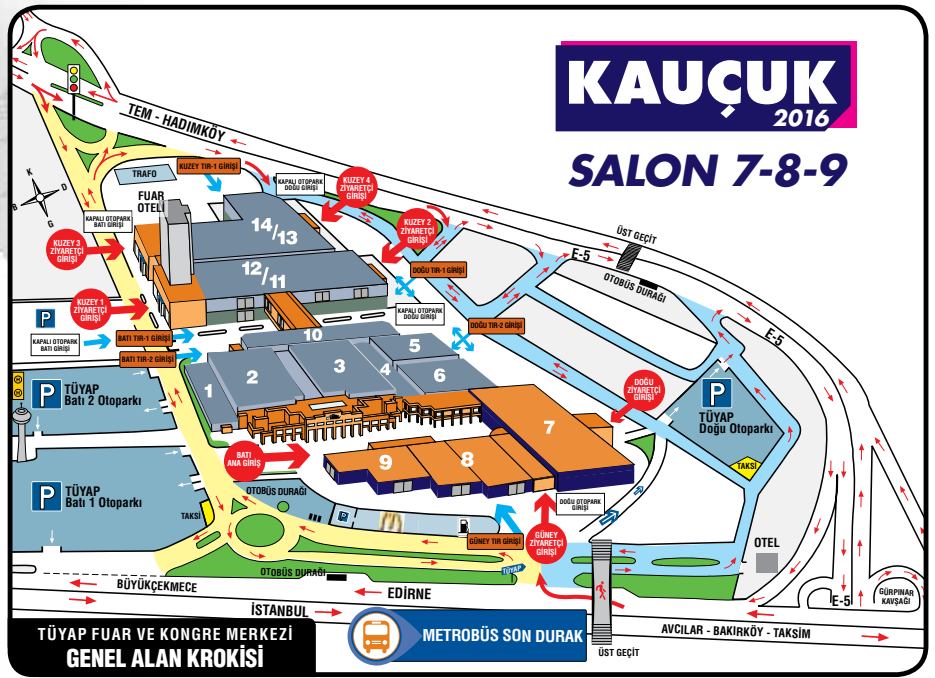 KAUÇUK
2016
SALON 7-8-9
TEM - HADIMKÖY
K
D
B
G
TRAFO
KUZEY TIR-1 GİRİŞİ
KAPALI OTOPARK
DOĞU GİRİŞİ
KUZEY 4
ZİYARETÇİ
GİRİŞİ
FUAR
OTELİ
KAPALI OTOPARK
BATI GİRİŞİ
KUZEY 3
ZİYARETÇİ
GİRİŞİ
14/13
KUZEY 2
ZİYARETÇİ
GİRİŞİ
ÜST GEÇİT
E-5
OTOBÜS DURAĞI
12/11
DOĞU TIR-1 GİRİŞİ
KUZEY 1
ZİYARETÇİ
GİRİŞİ
P
KAPALI OTOPARK
DOĞU GİRİŞİ
DOĞU TIR-2 GİRİŞİ
E-5
KAPALI OTOPARK
BATI GİRİŞİ
BATI TIR-1 GİRİŞİ
BATI TIR-2 GİRİŞİ
10
1
2
3
4
5
6
7
8
9
P
TÜYAP
Batı 2 Otoparkı
DOĞU
ZİYARETÇİ
GİRİŞİ
P
TÜYAP
Doğu Otoparkı
TAKSİ
BATI
ANA GİRİŞ
P
TÜYAP
Batı 1 Otoparkı
TAKSİ
OTOBÜS DURAĞI
P
DOĞU OTOPARK
GİRİŞİ
GÜNEY TIR GİRİŞİ
GÜNEY
ZİYARETÇİ
GİRİŞİ
OTEL
TÜYAP
OTOBÜS DURAĞI
BÜYÜKÇEKMECE
EDİRNE
İSTANBUL
E-5
GÜRPINAR
KAVŞAĞI
AVCILAR - BAKIRKÖY - TAKSİM
ÜST GEÇİT
METROBÜS SON DURAK
TÜYAP FUAR VE KONGRE MERKEZİ
GENEL ALAN KROKİSİ